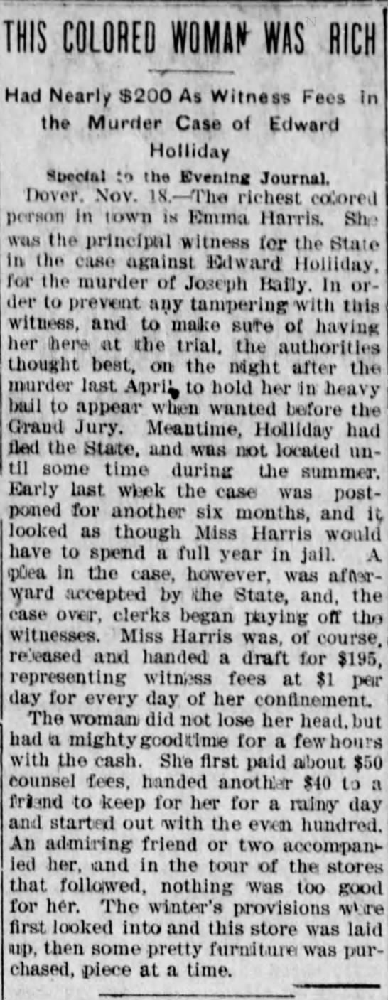 THIS COLORED WOMAN WAS RICH
Had Nearly $200 As Witness Fees in
the Murder Case of Edward
Holliday
Special to the Evening Journal.
Dover, Nov. 18.—The richest colored
person in town is Emma Harris. She
was the principal witness for the State
in the case against Edward Holliday,
for the murder of Joseph Baily. In or-
der to prevent any tampering with this
witness, and to make sure of having
her here at the trial, the authorities
thought best, on the night after the
murder last April, to hold her in heavy
bail to appear when wanted before the
Grand Jury. Meantime, Holliday had
fled the State, and was not located un-
til some time during the summer.
Early last week the case was post-
poned for another six months, and it
looked as though Miss Harris would
have to spend a full year in jail. A
plea in the case, however, was after-
ward accepted by the State, and, the
case over, clerks began paying off the
witnesses. Miss Harris was, of course,
released and handed a draft for $195,
representing witness fees at $1 per
day for every day of her confinement.
The woman did not lose her head, but
had a mighty good time for a few hours
with the cash. She first paid about $50
counsel fees, handed another $40 to a
friend to keep for her for a rainy day
and started out with the even hundred.
An admiring friend or two accompan-
ied her, and in the tour of the stores
that followed, nothing was too good
for her. The winter's provisions were
first looked into and this store was laid
up, then some pretty furniture was pur-
chased, piece at a time.